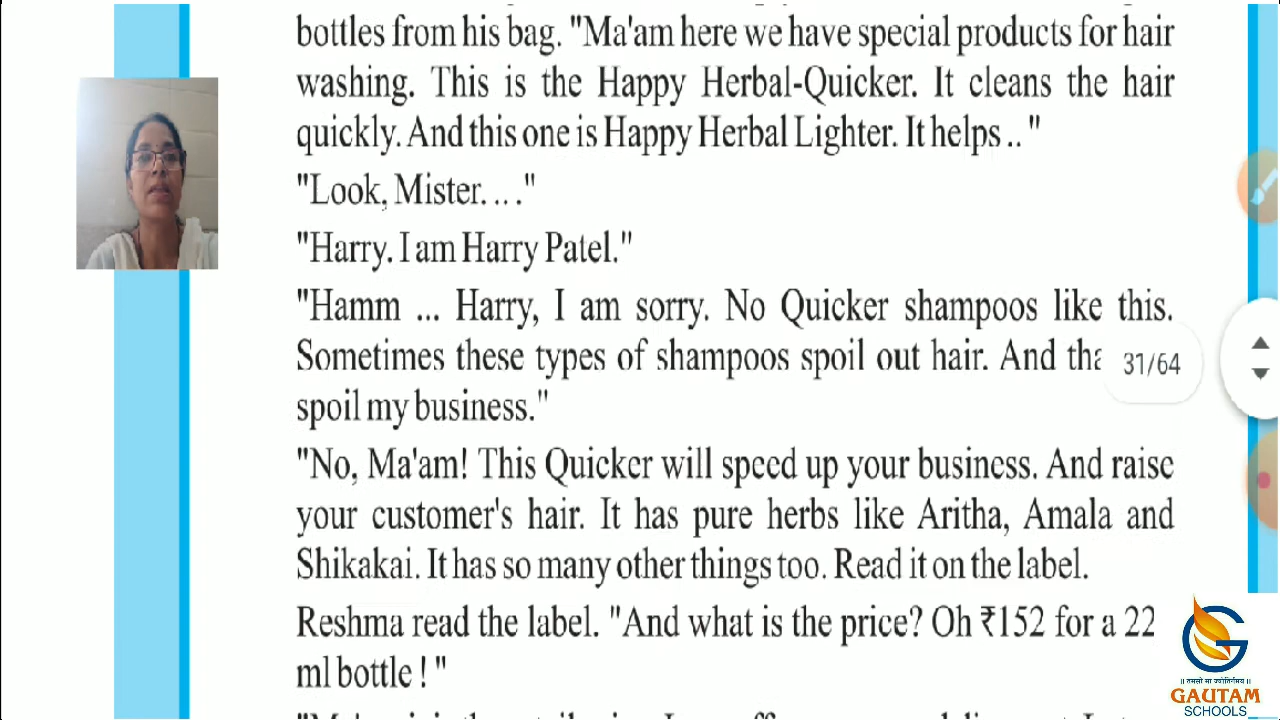 bottles from his bag. "Ma'am here we have special products for hair
washing. This is the Happy Herbal-Quicker. It cleans the hair
quickly. And this one is Happy Herbal Lighter. It helps .. "
"Look, Mister. .. ."
"Harry. I am Harry Patel."
"Hamm ... Harry, I am sorry. No Quicker shampoos like this.
Sometimes these types of shampoos spoil out hair. And
31/64
spoil my business."
"No, Ma'am! This Quicker will speed up your business. And raise
your customer's hair. It has pure herbs like Aritha, Amala and
Shikakai. It has so many other things too. Read it on the label.
Reshma read the label. "And what is the price? Oh ₹152 for a 22
ml bottle ! "
|| तमसो मा ज्योतिर्गमय ||
GAUTAM
SCHOOLS